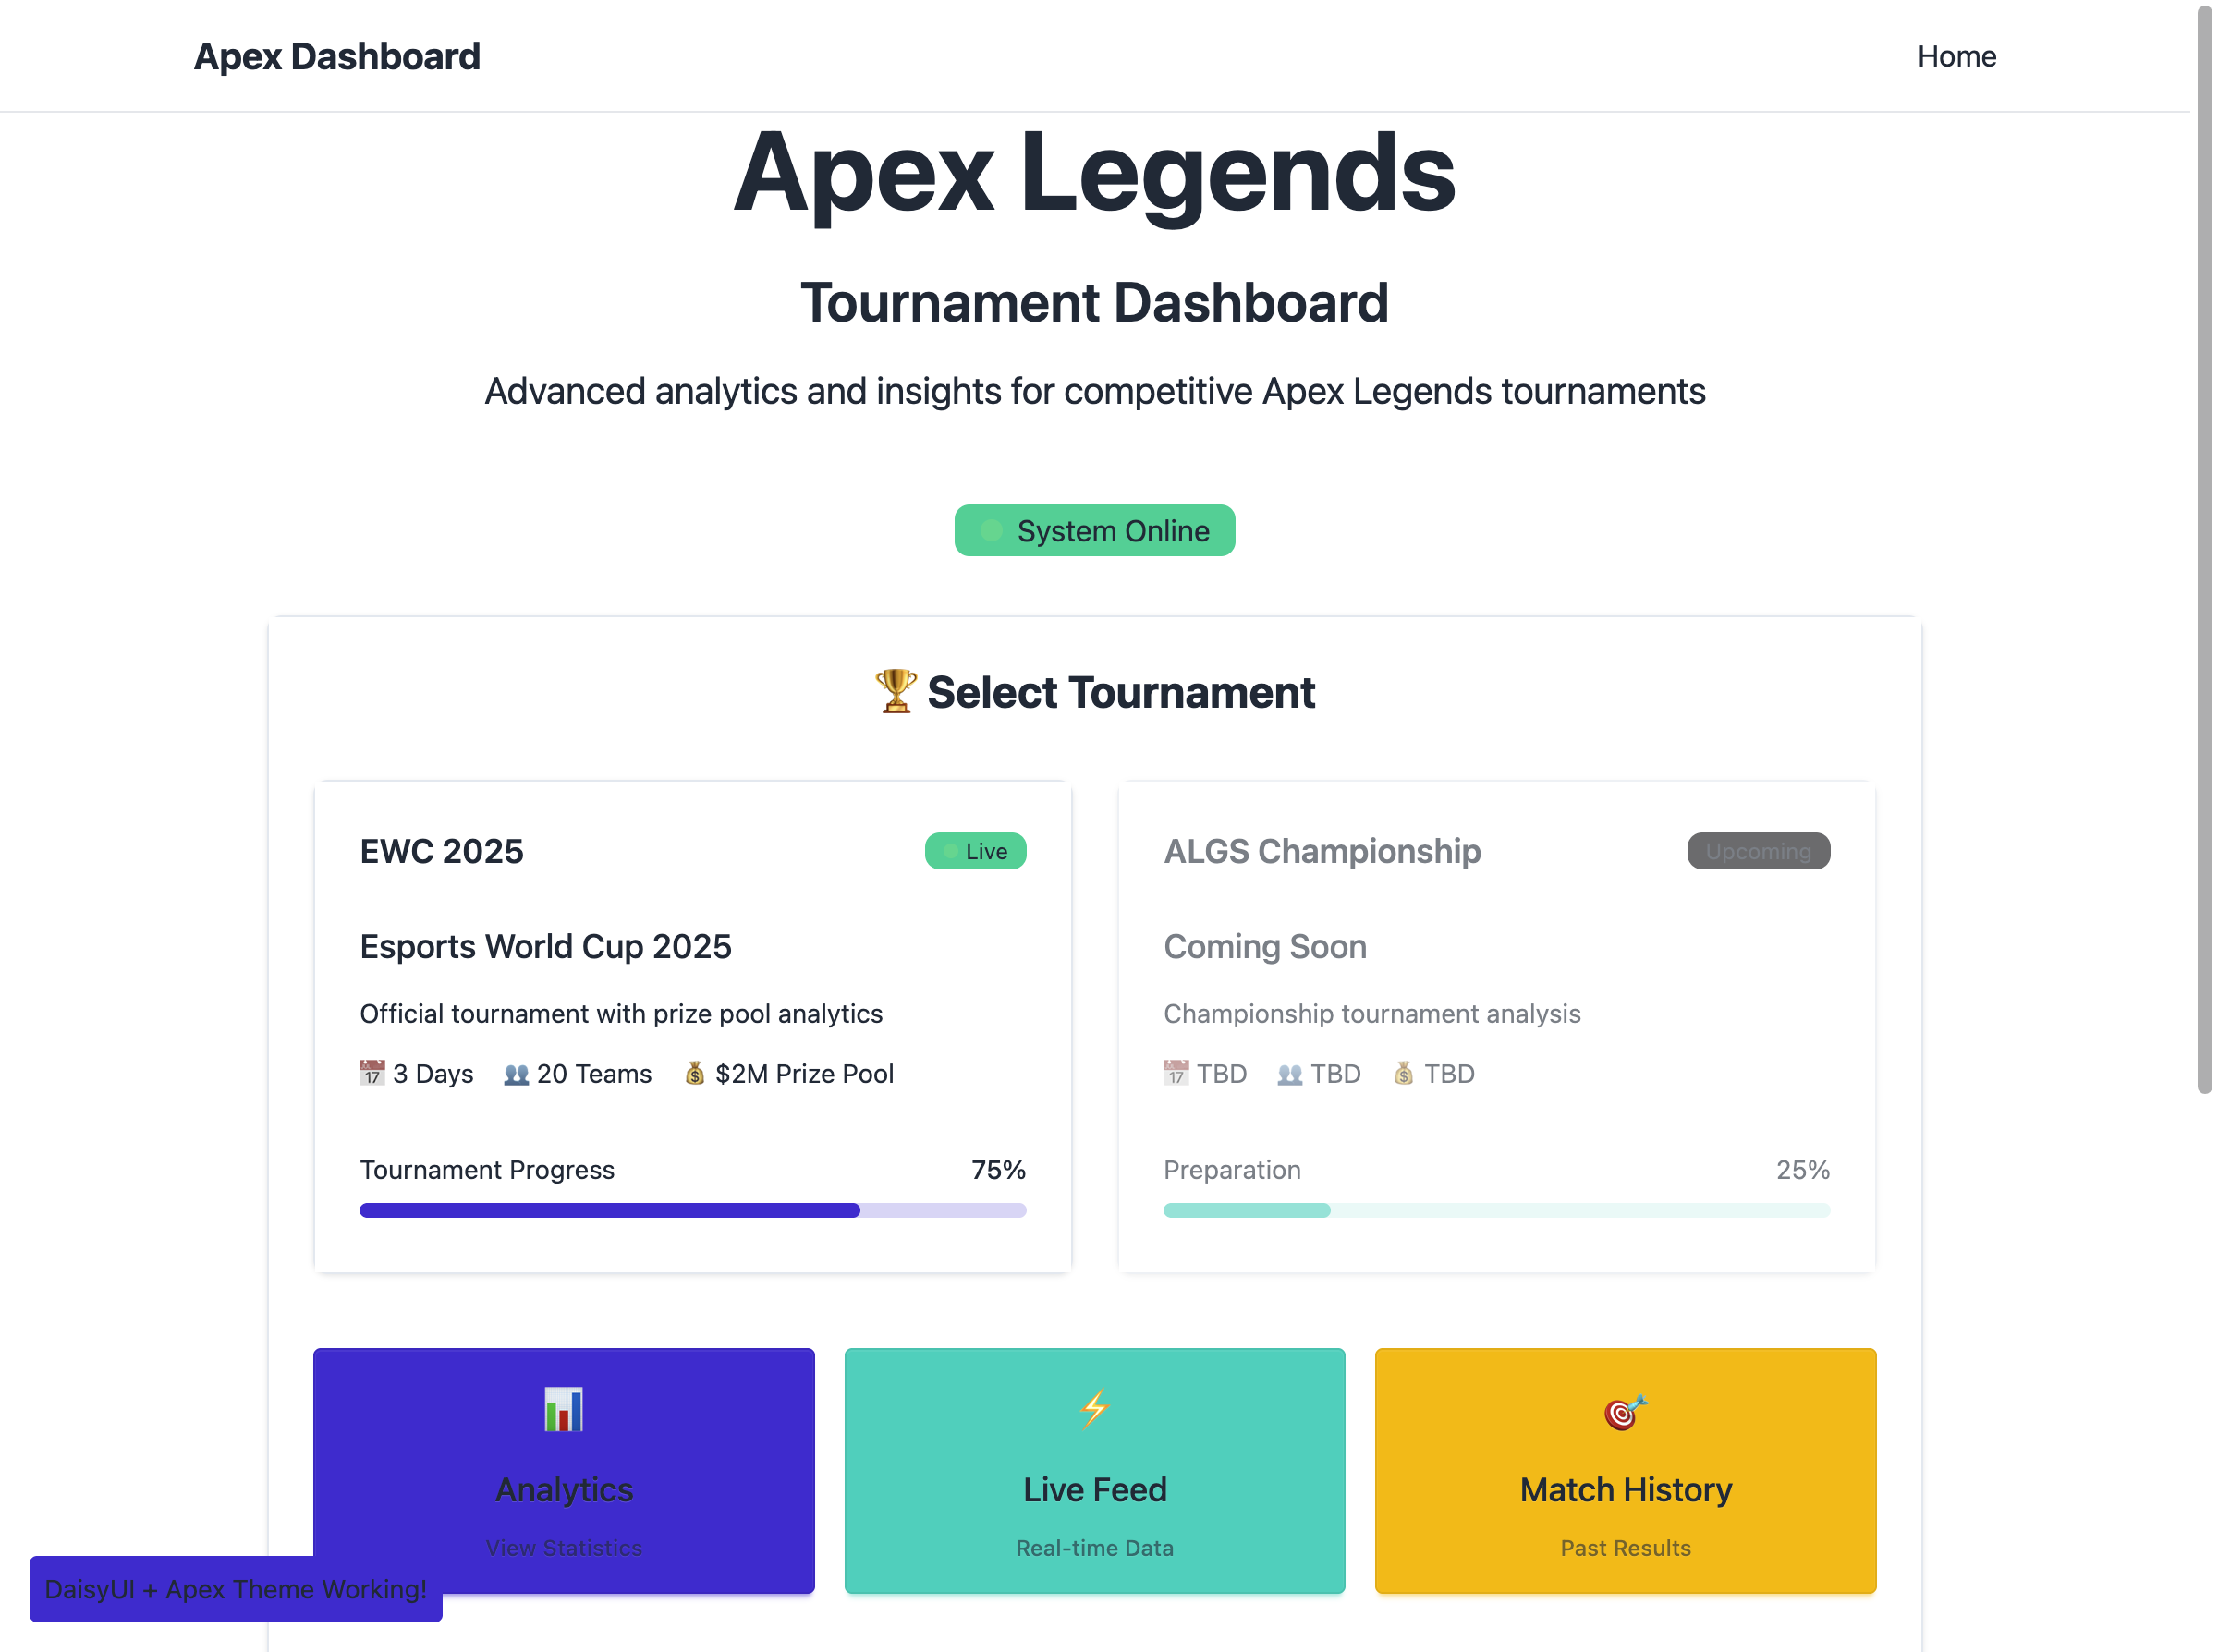 Apex Dashboard
Home
Apex Legends
Tournament Dashboard
Advanced analytics and insights for competitive Apex Legends tournaments
System Online
🏆 Select Tournament
EWC 2025
Live
Esports World Cup 2025
Official tournament with prize pool analytics
📅 3 Days 👥 20 Teams 💰 $2M Prize Pool
Tournament Progress
75%
ALGS Championship
Upcoming
Coming Soon
Championship tournament analysis
📅 TBD 👥 TBD 💰 TBD
Preparation
25%
📊
Analytics
View Statistics
⚡
Live Feed
Real-time Data
🎯
Match History
Past Results
DaisyUI + Apex Theme Working!